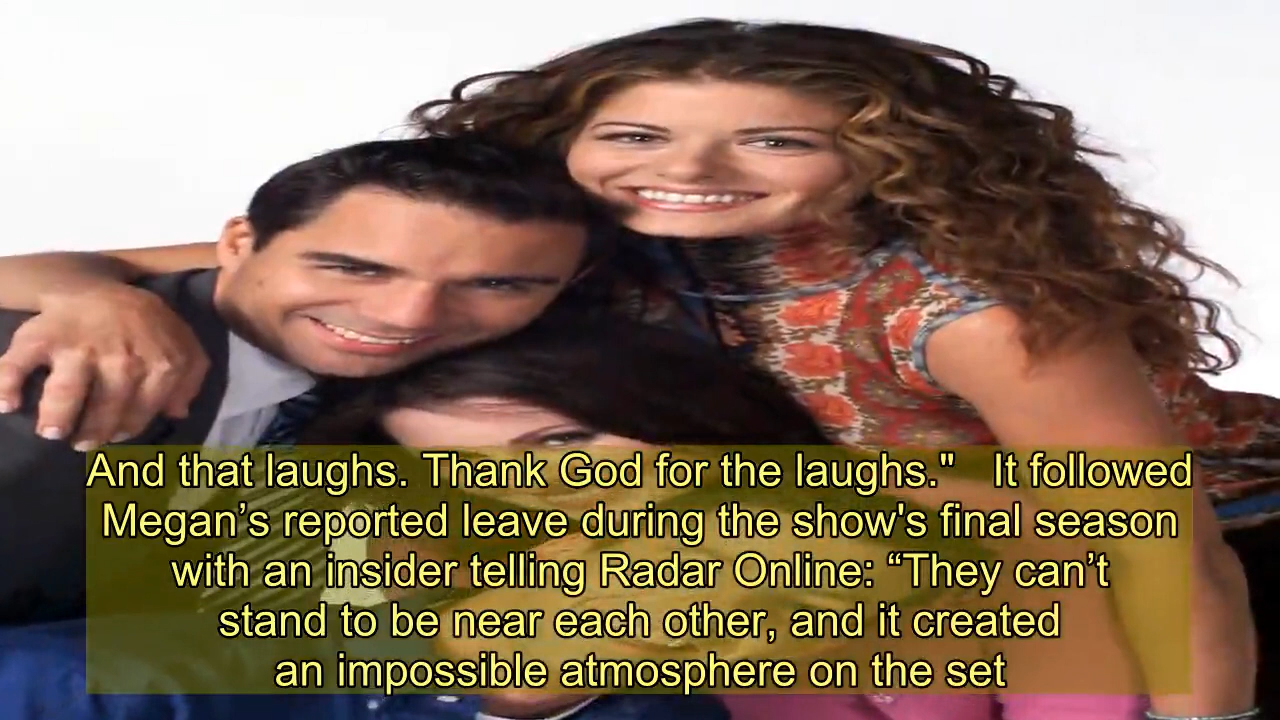 And that laughs. Thank God for the laughs."   It followed
Megan’s reported leave during the show's final season
with an insider telling Radar Online: “They can’t
stand to be near each other, and it created
an impossible atmosphere on the set